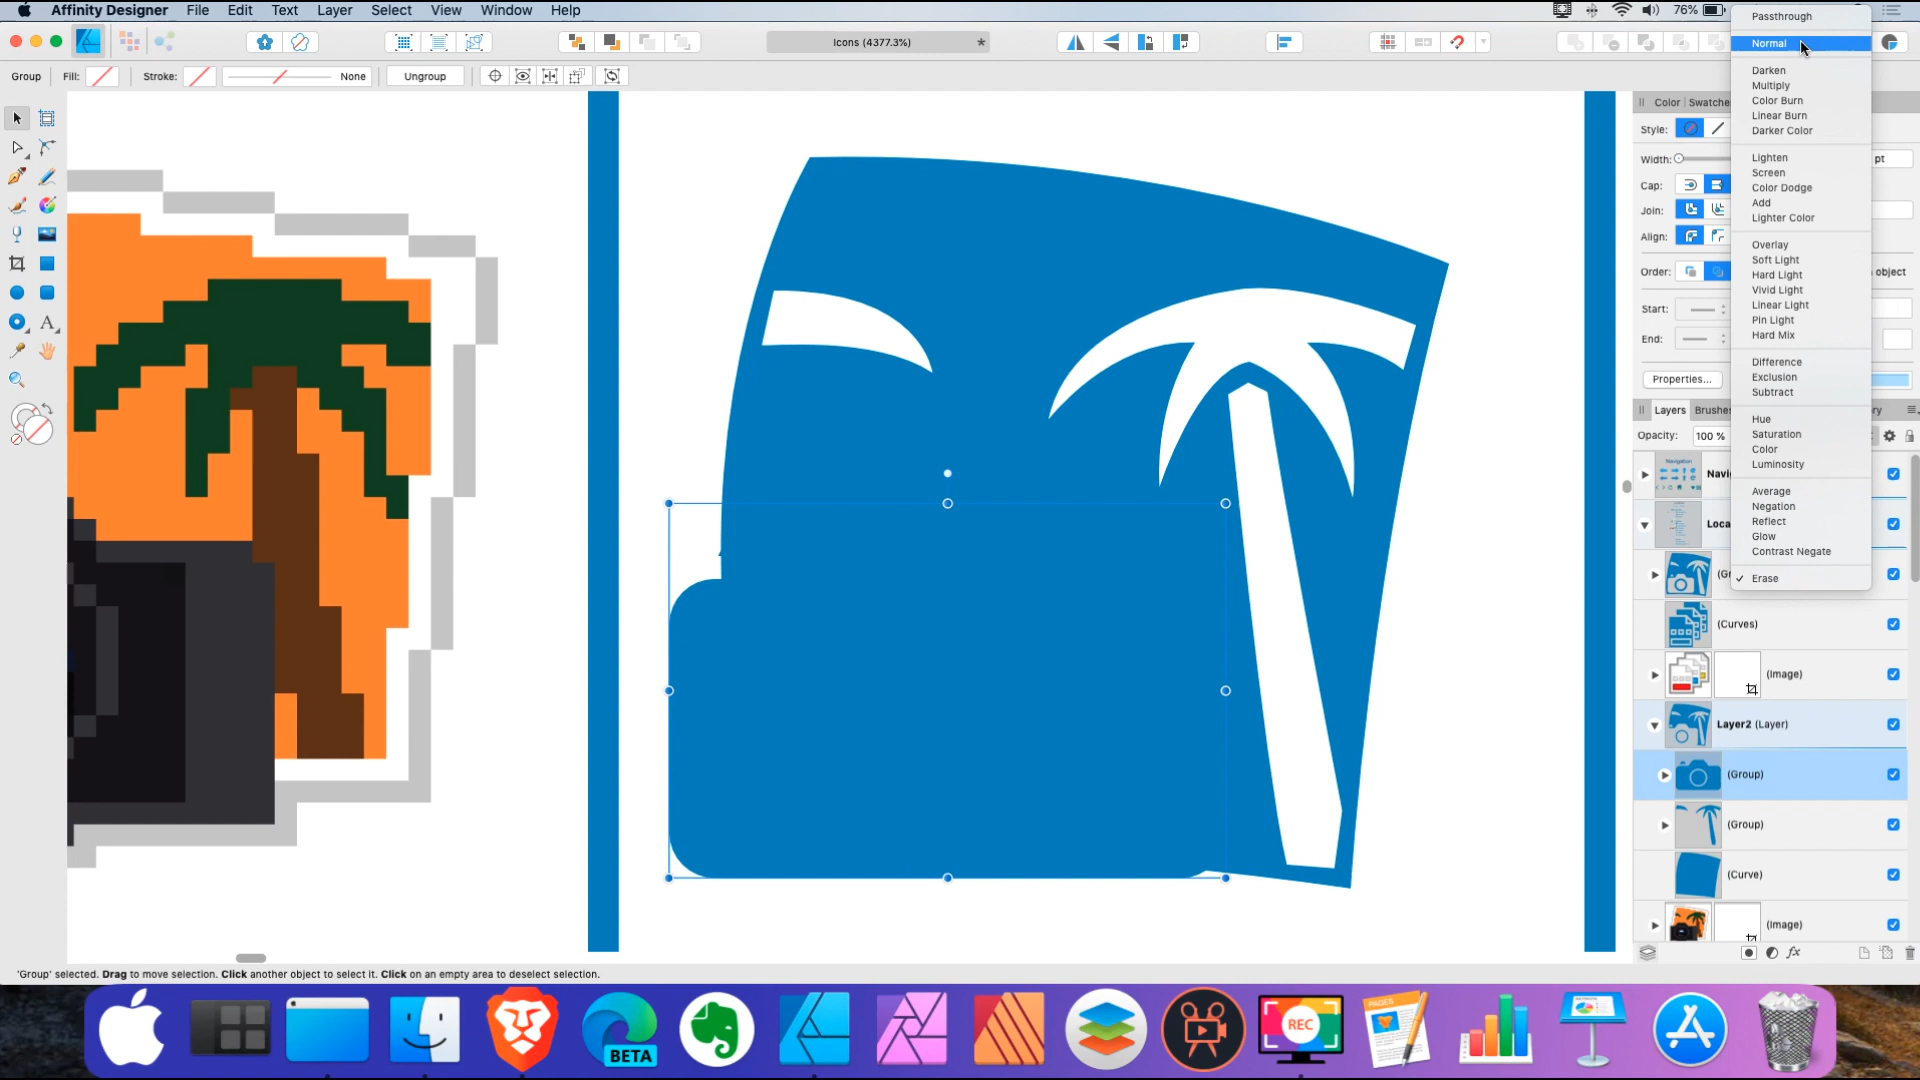 Affinity Designer File Edit Text Layer Select View Window Help
76%
Icons (4377.3%) *
Group Fill: Stroke: None Ungroup
Passthrough
Normal
Darken
Multiply
Color Burn
Linear Burn
Darker Color
Lighten
Screen
Color Dodge
Add
Lighter Color
Overlay
Soft Light
Hard Light
Vivid Light
Linear Light
Pin Light
Hard Mix
Difference
Exclusion
Subtract
Hue
Saturation
Color
Luminosity
Average
Negation
Reflect
Glow
Contrast Negate
Erase
Color Swatche
Style:
Width: pt
Cap:
Join:
Align:
Order: object
Start:
End:
Properties...
Layers Brushe ry
Opacity: 100 %
Navi
Navigation
Loca
(Gr
(Curves)
(Image)
Layer2 (Layer)
(Group)
(Group)
(Curve)
(Image)
fx
'Group' selected. Drag to move selection. Click another object to select it. Click on an empty area to deselect selection.
BETA
REC
PAGES